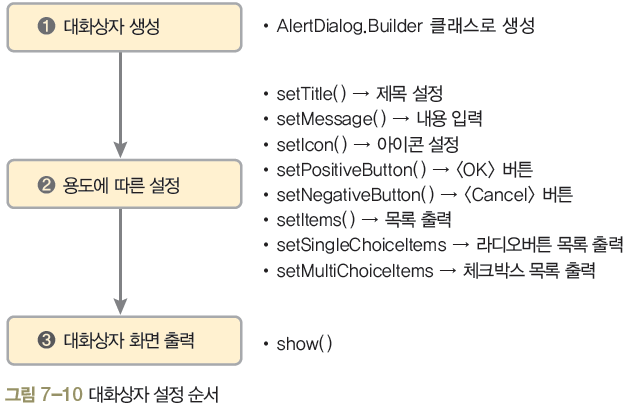 ❶ 대화상자 생성
• AlertDialog.Builder 클래스로 생성
• setTitle( ) → 제목 설정
• setMessage( ) → 내용 입력
• setIcon( ) → 아이콘 설정
❷ 용도에 따른 설정
• setPositiveButton( ) → 〈OK〉 버튼
• setNegativeButton( ) → 〈Cancel〉 버튼
• setItems( ) → 목록 출력
• setSingleChoiceItems → 라디오버튼 목록 출력
• setMultiChoiceItems → 체크박스 목록 출력
❸ 대화상자 화면 출력
• show( )
그림 7-10 대화상자 설정 순서